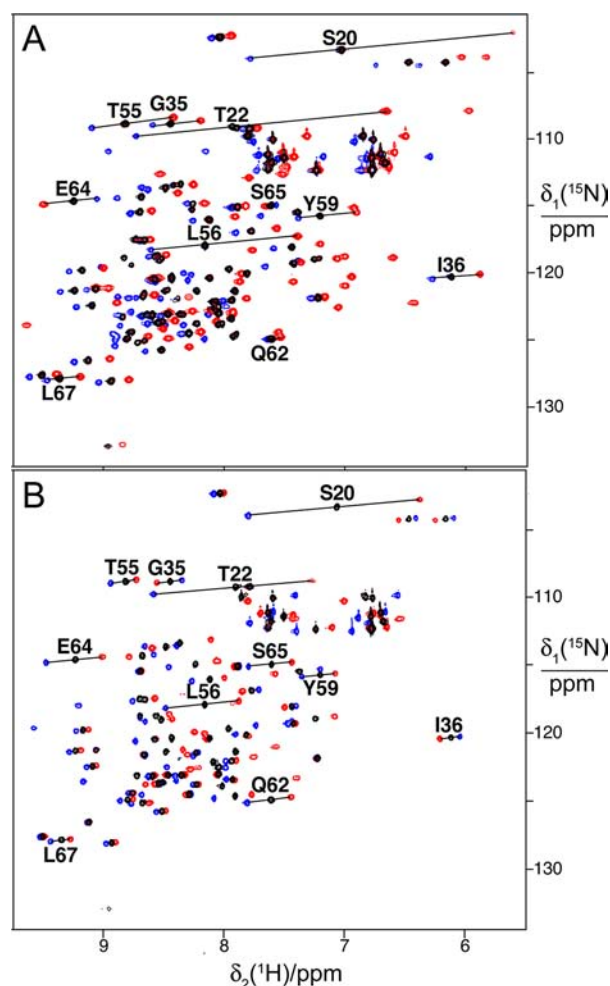 A
S20
T55 G35
T22
110
E64
S65
Y59
δ₁(¹⁵N)
ppm
L56
I36
120
Q62
L67
130
B
S20
T55 G35
T22
110
E64
S65
L56
Y59
δ₁(¹⁵N)
ppm
120
I36
Q62
L67
130
9 8 7 6
δ₂(¹H)/ppm